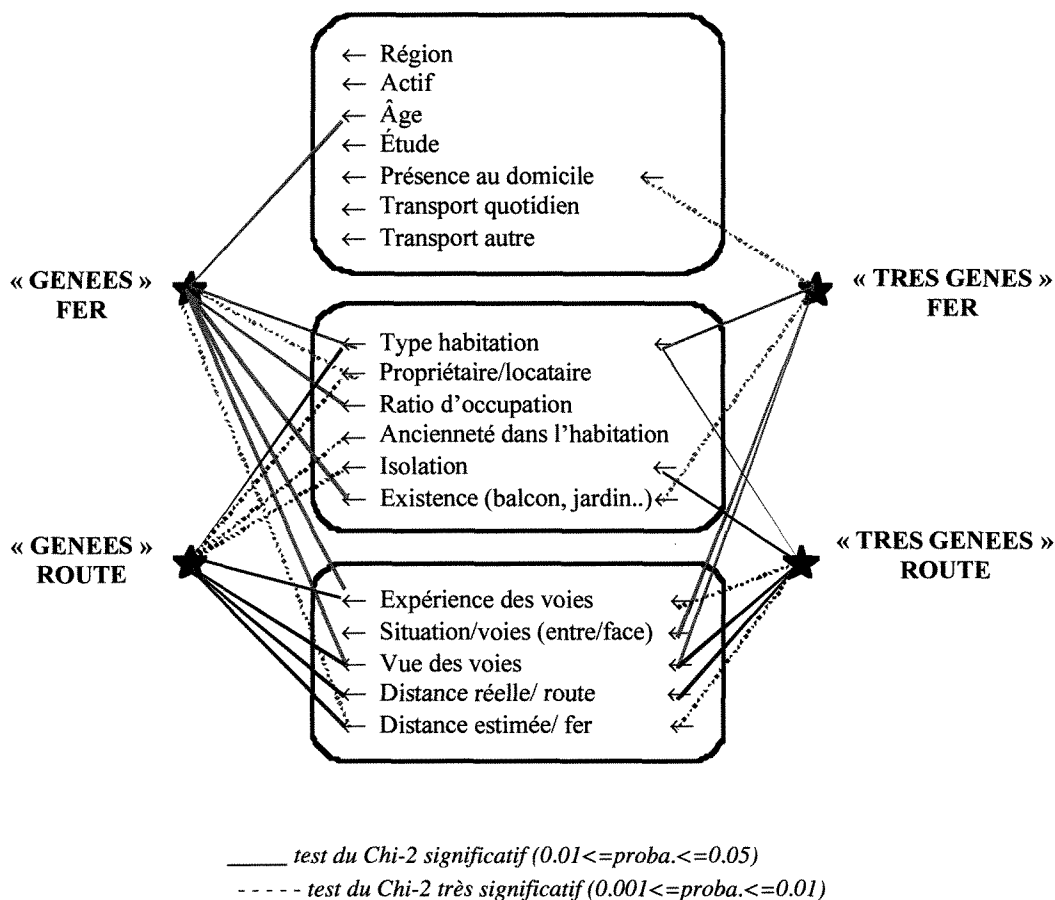 ← Région
← Actif
← Âge
← Étude
← Présence au domicile ←
← Transport quotidien
← Transport autre
« GENEES »
FER
« TRES GENES »
FER
← Type habitation ←
← Propriétaire/locataire
← Ratio d'occupation
← Ancienneté dans l'habitation
← Isolation ←
← Existence (balcon, jardin..) ←
« GENEES »
ROUTE
« TRES GENEES »
ROUTE
← Expérience des voies ←
← Situation/voies (entre/face) ←
← Vue des voies ←
← Distance réelle/ route ←
← Distance estimée/ fer ←
_____ test du Chi-2 significatif (0.01<=proba.<=0.05)
- - - - - test du Chi-2 très significatif (0.001<=proba.<=0.01)